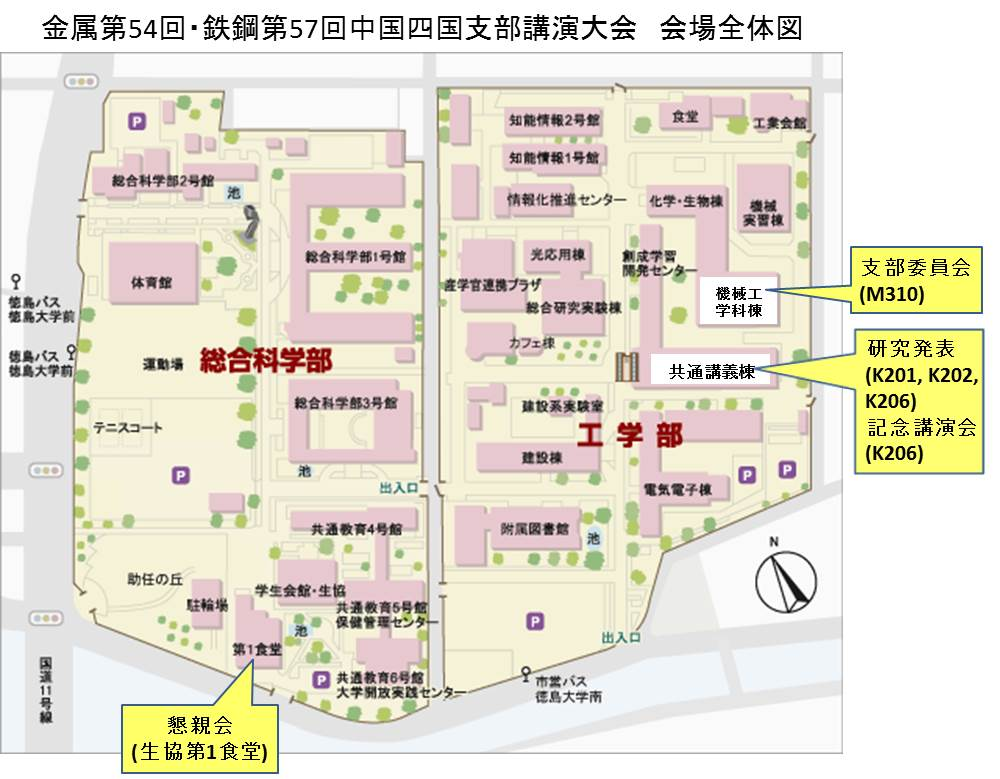 金属第54回・鉄鋼第57回中国四国支部講演大会　会場全体図
P
知能情報2号館
食堂
工業会館
知能情報1号館
総合科学部2号館
池
情報化推進センター
化学・生物棟
機械
実習棟
総合科学部1号館
光応用棟
創成学習
開発センター
体育館
産学官連携プラザ
機械工
学科棟
支部委員会
(M310)
徳島バス
徳島大学前
総合研究実験棟
カフェ棟
徳島バス
徳島大学前
運動場
総合科学部
共通講義棟
研究発表
(K201, K202,
K206)
記念講演会
(K206)
総合科学部3号館
建設系実験室
テニスコート
工学部
建設棟
池
P
P
P
出入口
電気電子棟
共通教育4号館
附属図書館
池
N
助任の丘
学生会館・生協
駐輪場
共通教育5号館
保健管理センター
池
P
出入口
第1食堂
国道11号線
P
共通教育6号館
大学開放実践センター
市営バス
徳島大学南
懇親会
(生協第1食堂)